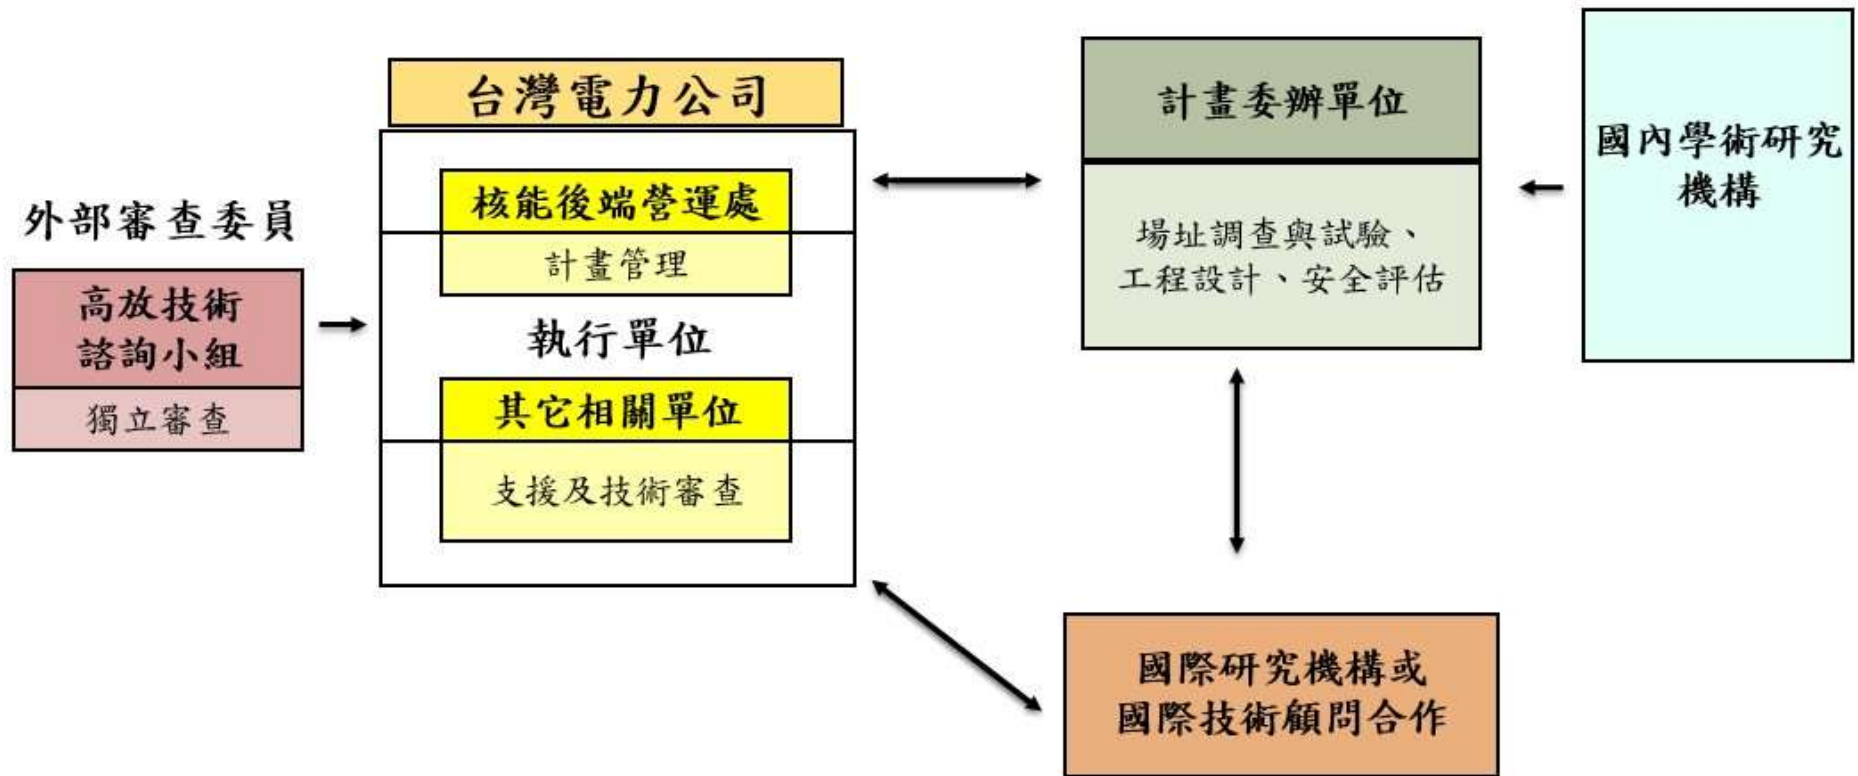 外部審查委員
高放技術
諮詢小組
獨立審查
台灣電力公司
核能後端營運處
計畫管理
執行單位
其它相關單位
支援及技術審查
計畫委辦單位
場址調查與試驗、
工程設計、安全評估
國內學術研究
機構
國際研究機構或
國際技術顧問合作